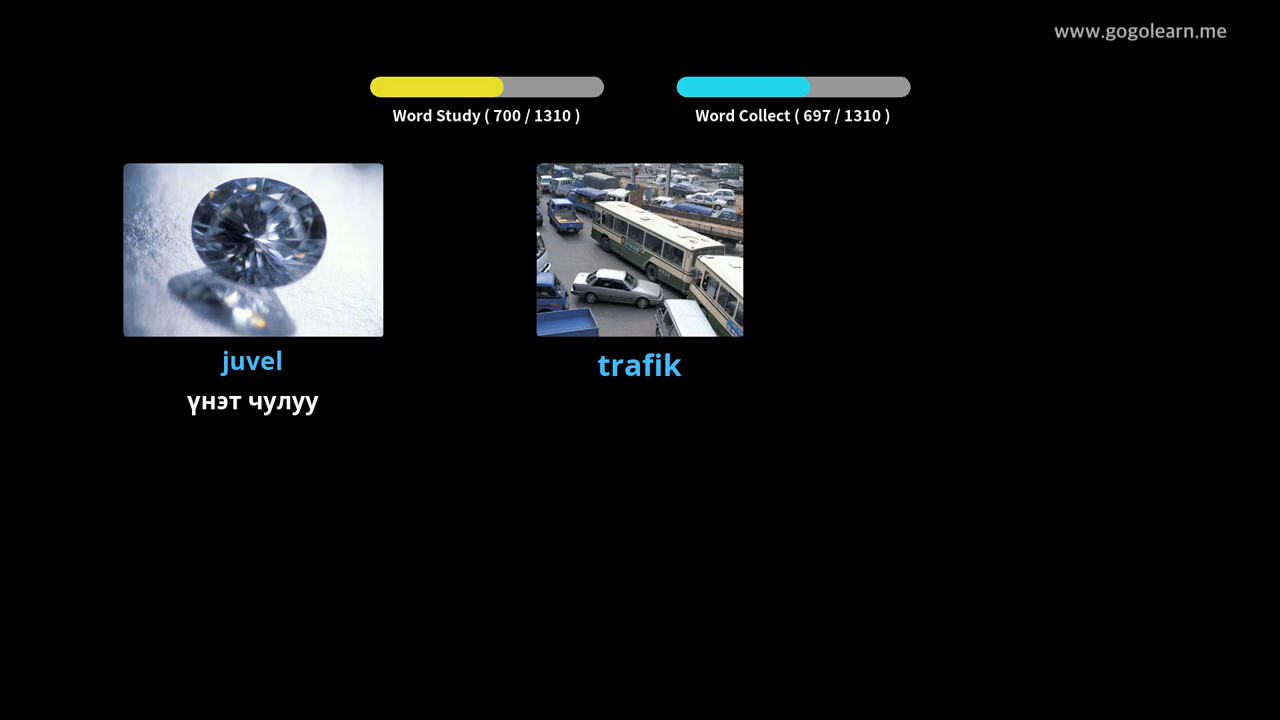 www.gogolearn.me
Word Study ( 700 / 1310 )
Word Collect ( 697 / 1310 )
juvel
үнэт чулуу
trafik